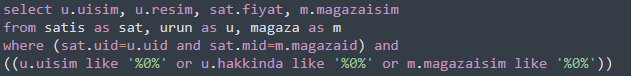 select u.uisim, u.resim, sat.fiyat, m.magazaisim
from satis as sat, urun as u, magaza as m
where (sat.uid=u.uid and sat.mid=m.magazaid) and
((u.uisim like '%0%' or u.hakkinda like '%0%' or m.magazaisim like '%0%'))